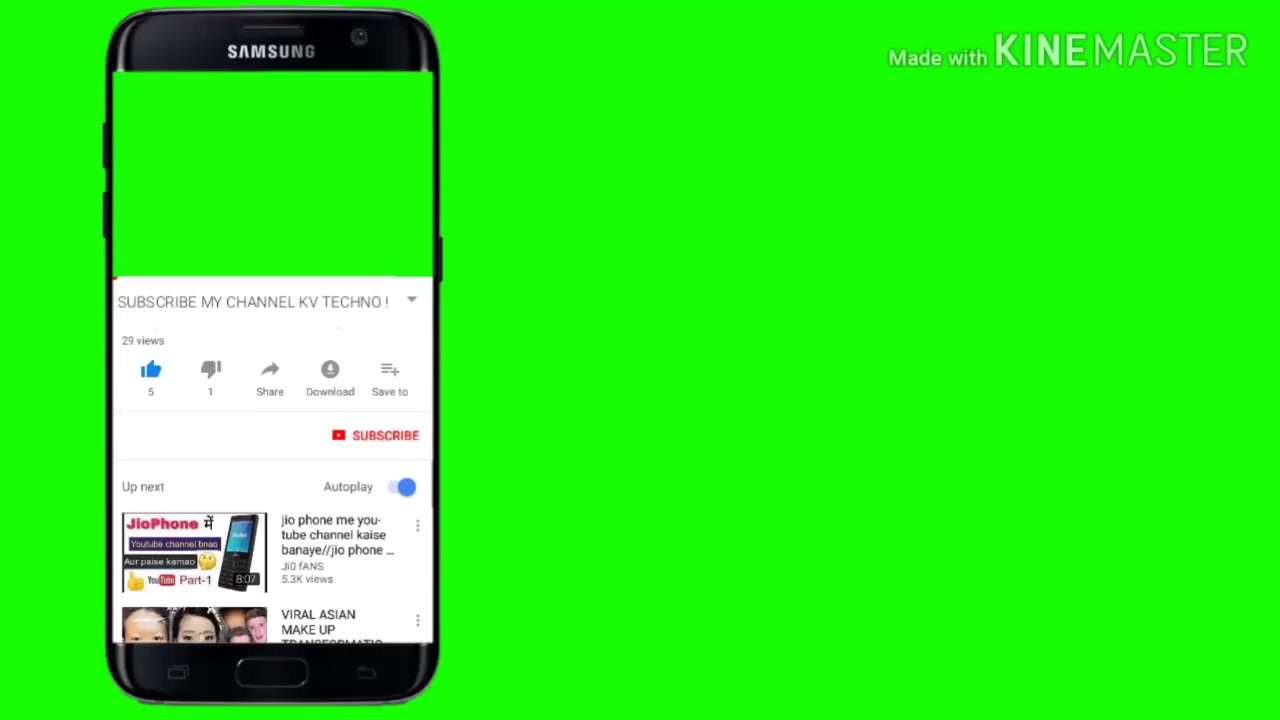 SAMSUNG
Made with KINEMASTER
SUBSCRIBE MY CHANNEL KV TECHNO !
29 views
5
1
Share
Download
Save to
SUBSCRIBE
Up next
Autoplay
JioPhone में
Youtube channel bnao
Aur paise kamao
YouTube Part-1
8:07
jio phone me you-
tube channel kaise
banaye//jio phone ...
Ji0 fANS
5.3K views
VIRAL ASIAN
MAKE UP
TRANSFORMATIO